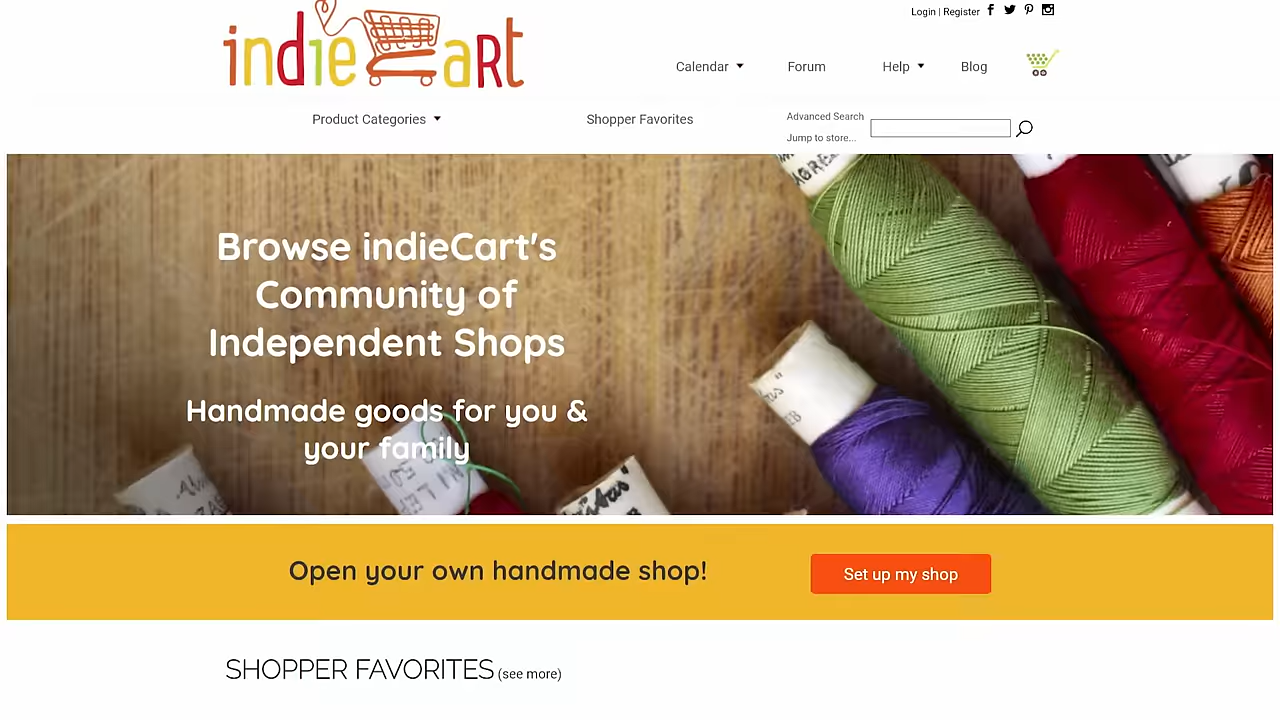 indie Cart
Login | Register
Calendar
Forum
Help
Blog
Product Categories
Shopper Favorites
Advanced Search
Jump to store...
Browse indieCart's
Community of
Independent Shops
Handmade goods for you &
your family
Open your own handmade shop!
Set up my shop
SHOPPER FAVORITES (see more)